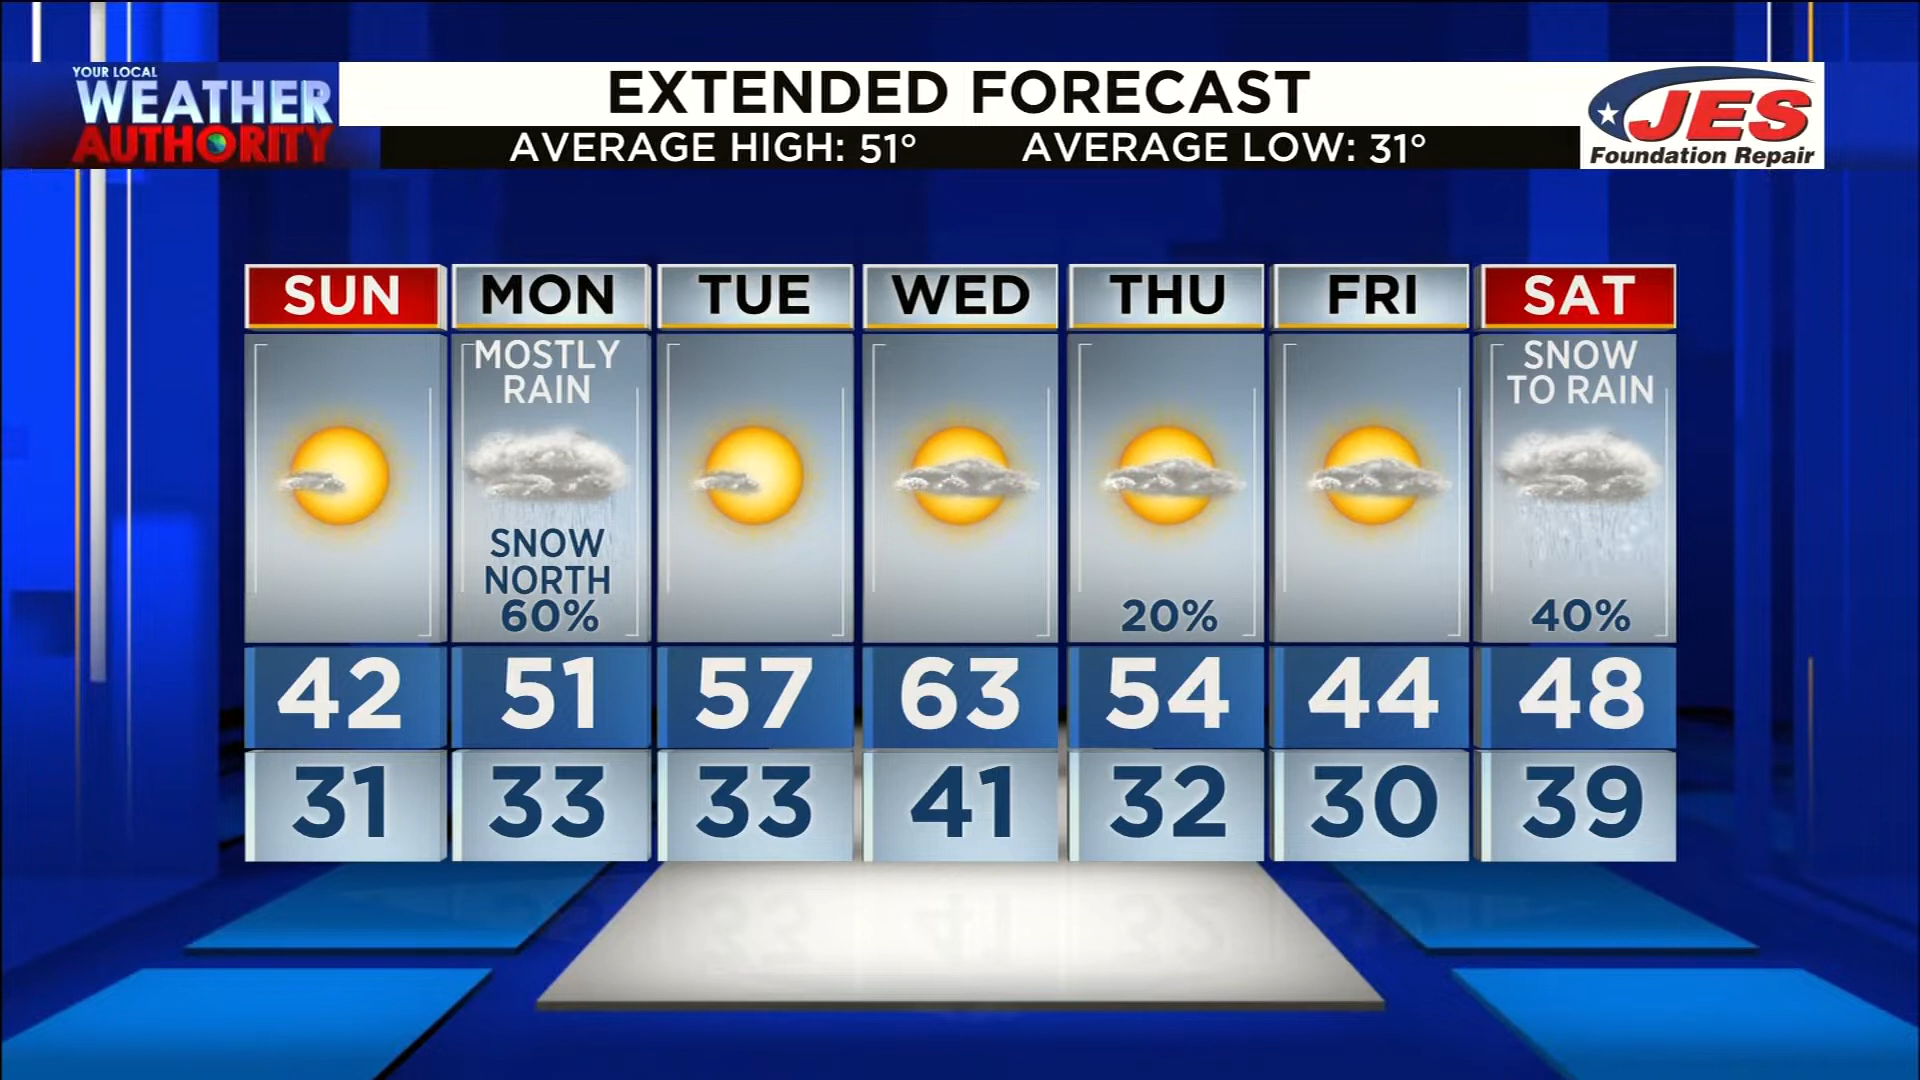 YOUR LOCAL
WEATHER
AUTHORITY
EXTENDED FORECAST
AVERAGE HIGH: 51° AVERAGE LOW: 31°
JES
Foundation Repair
SUN MON TUE WED THU FRI SAT
MOSTLY
RAIN
SNOW
TO RAIN
SNOW
NORTH
60% 20% 40%
42 51 57 63 54 44 48
31 33 33 41 32 30 39